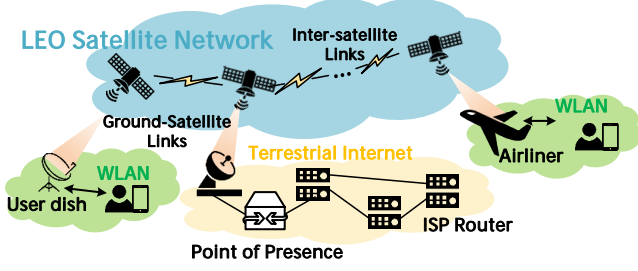 LEO Satellite Network
Inter-satellite
Links
Ground-Satellite
Links
WLAN
Airliner
Terrestrial Internet
WLAN
User dish
ISP Router
Point of Presence